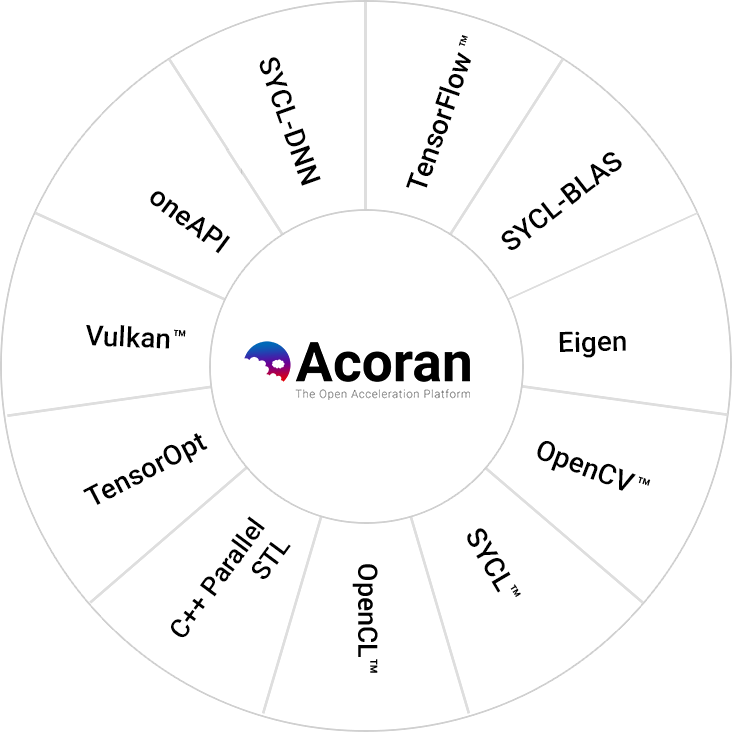 TensorFlow™
SYCL-BLAS
Eigen
OpenCV™
SYCL™
OpenCL™
C++ Parallel
STL
TensorOpt
Vulkan™
oneAPI
SYCL-DNN
Acoran
The Open Acceleration Platform